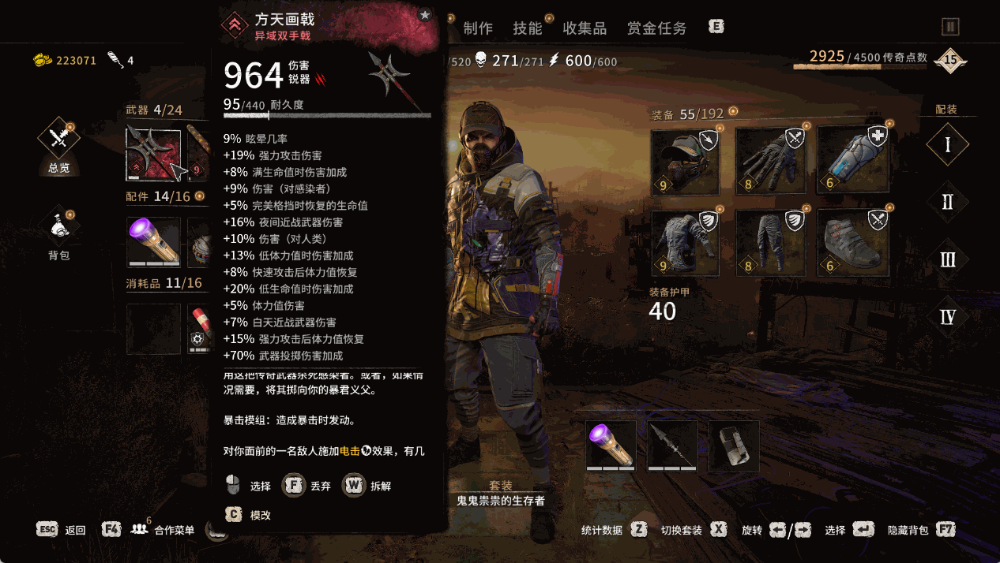 方天画戟
异域双手戟
制作 技能 收集品 赏金任务 E
223071 4
964 伤害
锐器
95/440 耐久度
/520 271/271 600/600
2925/4500 传奇点数 15
武器 4/24
总览
9
配件 14/16
背包
消耗品 11/16
9% 眩晕几率
+19% 强力攻击伤害
+8% 满生命值时伤害加成
+9% 伤害（对感染者）
+5% 完美格挡时恢复的生命值
+16% 夜间近战武器伤害
+10% 伤害（对人类）
+13% 低体力值时伤害加成
+8% 快速攻击后体力值恢复
+20% 低生命值时伤害加成
+5% 体力值伤害
+7% 白天近战武器伤害
+15% 强力攻击后体力值恢复
+70% 武器投掷伤害加成
用这把传奇武器杀死感染者。或者，如果情
况需要，将其掷向你的暴君义父。
暴击模组：造成暴击时发动。
对你面前的一名敌人施加电击效果，有几
选择 F 丢弃 W 拆解
C 模改
装备 55/192
9 8 6
9 8 6
装备护甲
40
配装
I
II
III
IV
套装
鬼鬼祟祟的生存者
ESC 返回 F4 6 合作菜单
统计数据 Z 切换套装 X 旋转 / 选择 隐藏背包 F7